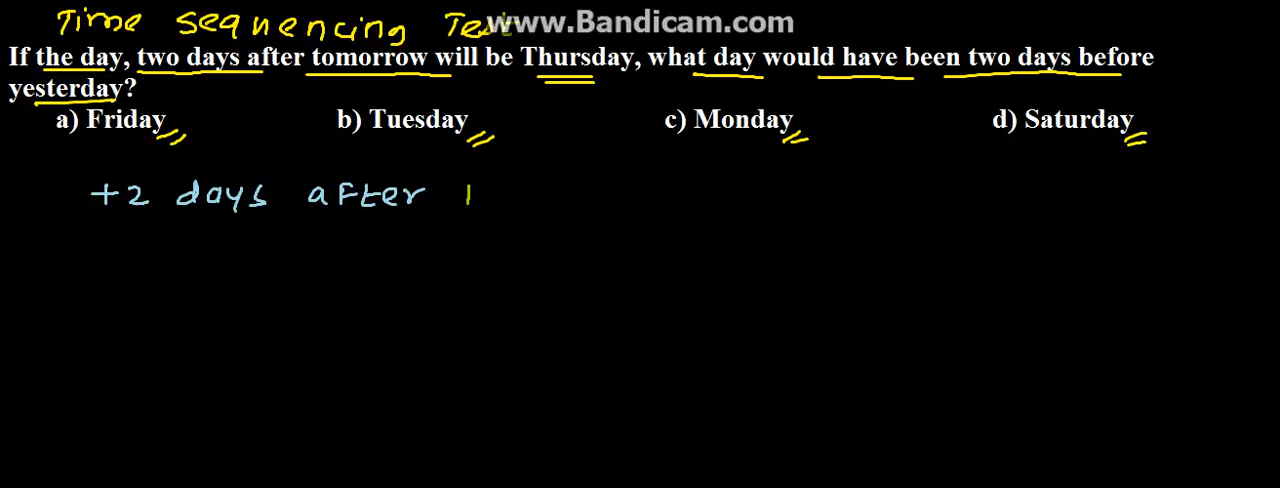 Time sequencing Test
www.Bandicam.com
If the day, two days after tomorrow will be Thursday, what day would have been two days before
yesterday?
a) Friday b) Tuesday c) Monday d) Saturday
+2 days after